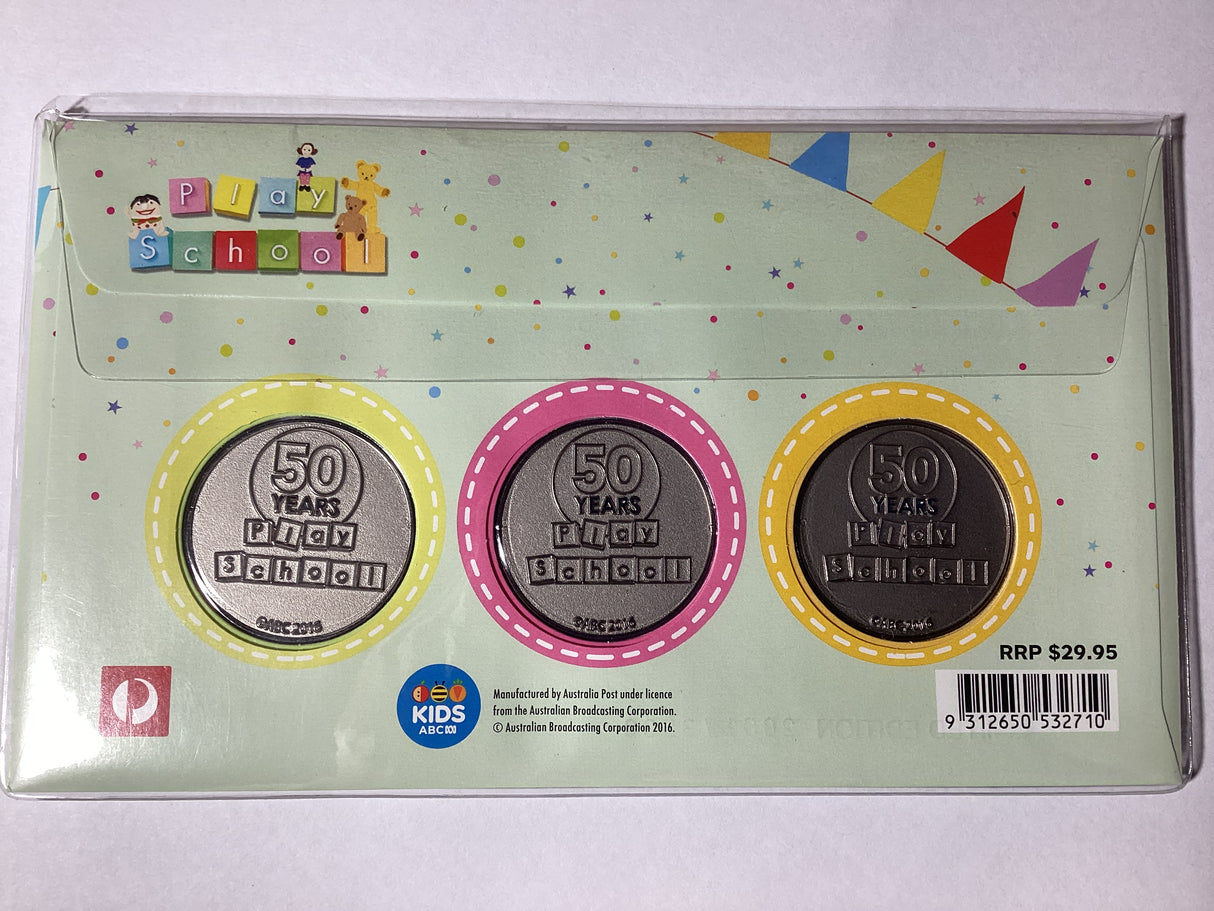 Play
School
50
YEARS
Play
School
©ABC 2016
50
YEARS
Play
School
©ABC 2016
50
YEARS
Play
School
©ABC 2016
RRP $29.95
KIDS
ABC
Manufactured by Australia Post under licence
from the Australian Broadcasting Corporation.
© Australian Broadcasting Corporation 2016.
9 312650 532710